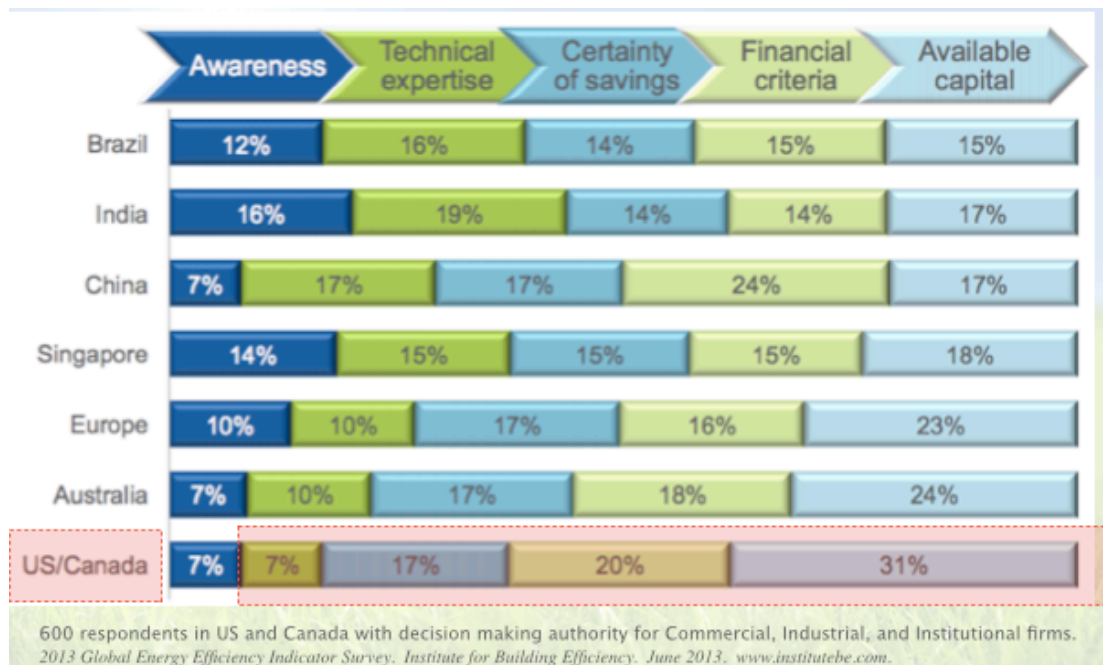 Awareness
Technical
expertise
Certainty
of savings
Financial
criteria
Available
capital
Brazil 12% 16% 14% 15% 15%
India 16% 19% 14% 14% 17%
China 7% 17% 17% 24% 17%
Singapore 14% 15% 15% 15% 18%
Europe 10% 10% 17% 16% 23%
Australia 7% 10% 17% 18% 24%
US/Canada 7% 7% 17% 20% 31%
600 respondents in US and Canada with decision making authority for Commercial, Industrial, and Institutional firms.
2013 Global Energy Efficiency Indicator Survey. Institute for Building Efficiency. June 2013. www.institutebe.com.